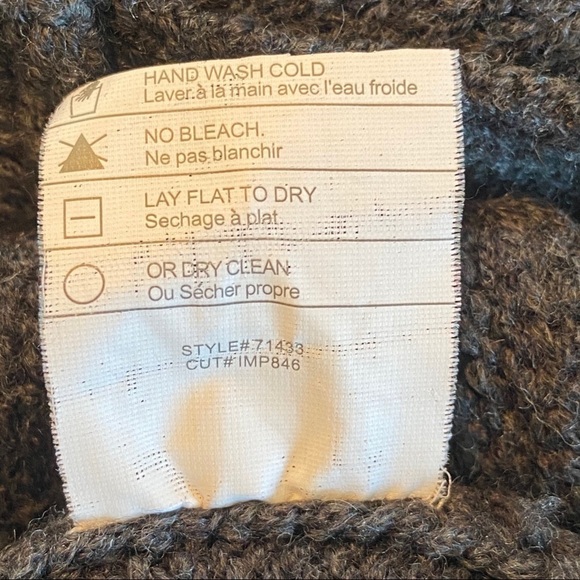 HAND WASH COLD
Laver à la main avec l'eau froide
NO BLEACH.
Ne pas blanchir
LAY FLAT TO DRY
Sechage à plat.
OR DRY CLEAN
Ou Sécher propre
STYLE# 71433
CUT# IMP846